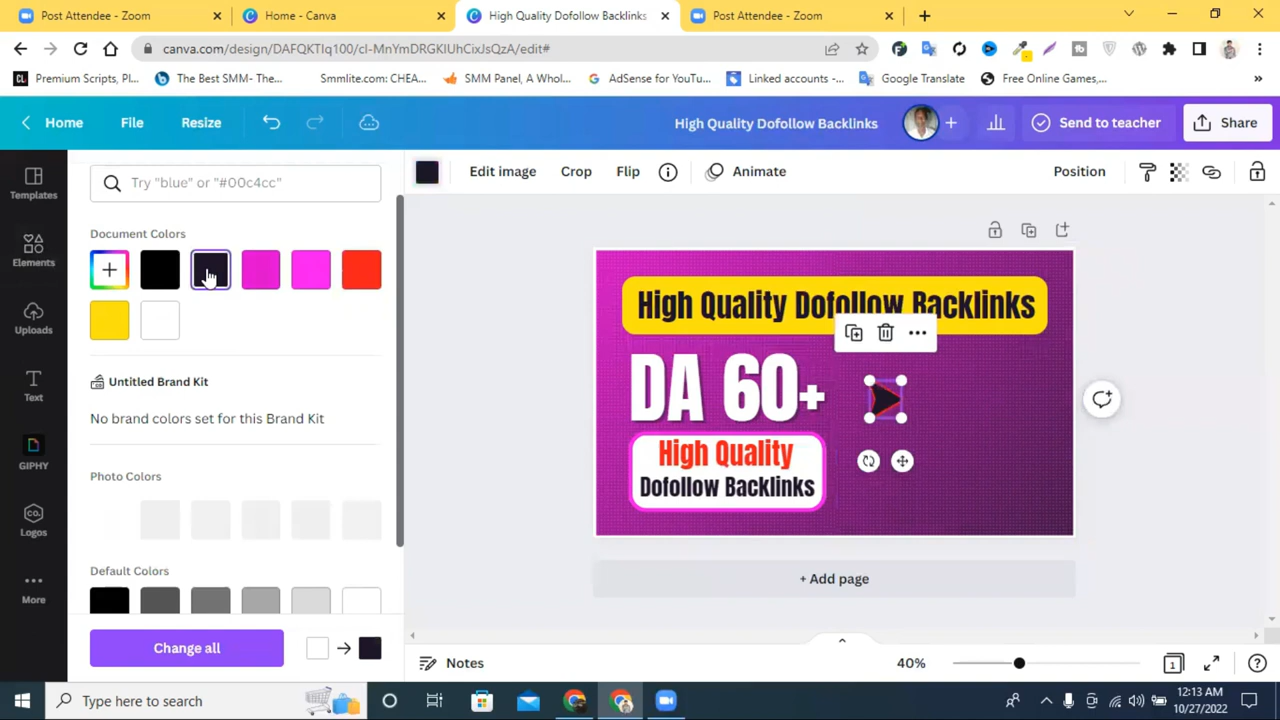 Post Attendee - Zoom
Home - Canva
High Quality Dofollow Backlinks
Post Attendee - Zoom
canva.com/design/DAFQKTIq100/cI-MnYmDRGKIUhCixJsQzA/edit#
Premium Scripts, Pl...
The Best SMM- The...
Smmlite.com: CHEA...
SMM Panel, A Whol...
AdSense for YouTu...
Linked accounts -...
Google Translate
Free Online Games,...
Home
File
Resize
High Quality Dofollow Backlinks
Send to teacher
Share
Templates
Elements
Uploads
Text
GIPHY
Logos
More
Try "blue" or "#00c4cc"
Document Colors
Untitled Brand Kit
No brand colors set for this Brand Kit
Photo Colors
Default Colors
Change all
Edit image
Crop
Flip
Animate
Position
High Quality Dofollow Backlinks
DA 60+
High Quality
Dofollow Backlinks
+ Add page
Notes
40%
1
Type here to search
12:13 AM
10/27/2022